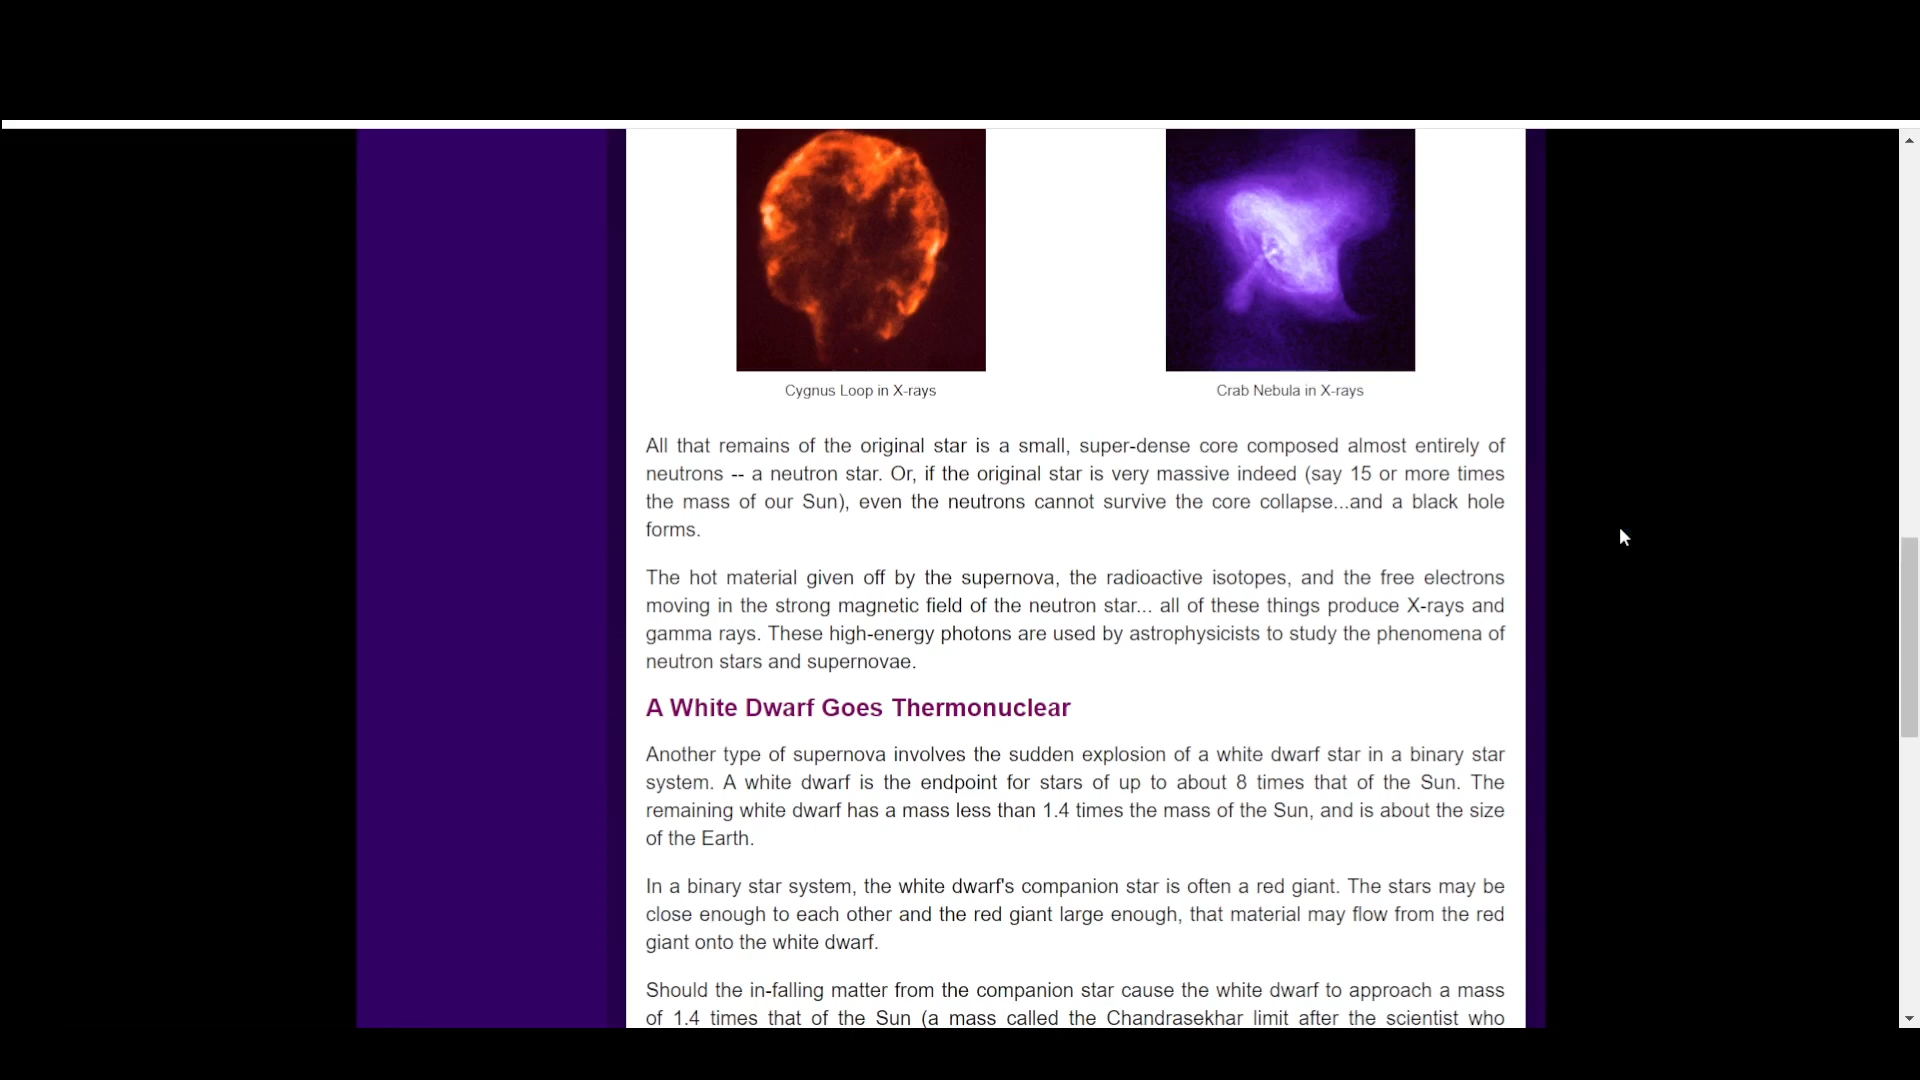 Cygnus Loop in X-rays
Crab Nebula in X-rays
All that remains of the original star is a small, super-dense core composed almost entirely of
neutrons -- a neutron star. Or, if the original star is very massive indeed (say 15 or more times
the mass of our Sun), even the neutrons cannot survive the core collapse...and a black hole
forms.
The hot material given off by the supernova, the radioactive isotopes, and the free electrons
moving in the strong magnetic field of the neutron star... all of these things produce X-rays and
gamma rays. These high-energy photons are used by astrophysicists to study the phenomena of
neutron stars and supernovae.
A White Dwarf Goes Thermonuclear
Another type of supernova involves the sudden explosion of a white dwarf star in a binary star
system. A white dwarf is the endpoint for stars of up to about 8 times that of the Sun. The
remaining white dwarf has a mass less than 1.4 times the mass of the Sun, and is about the size
of the Earth.
In a binary star system, the white dwarf's companion star is often a red giant. The stars may be
close enough to each other and the red giant large enough, that material may flow from the red
giant onto the white dwarf.
Should the in-falling matter from the companion star cause the white dwarf to approach a mass
of 1.4 times that of the Sun (a mass called the Chandrasekhar limit after the scientist who